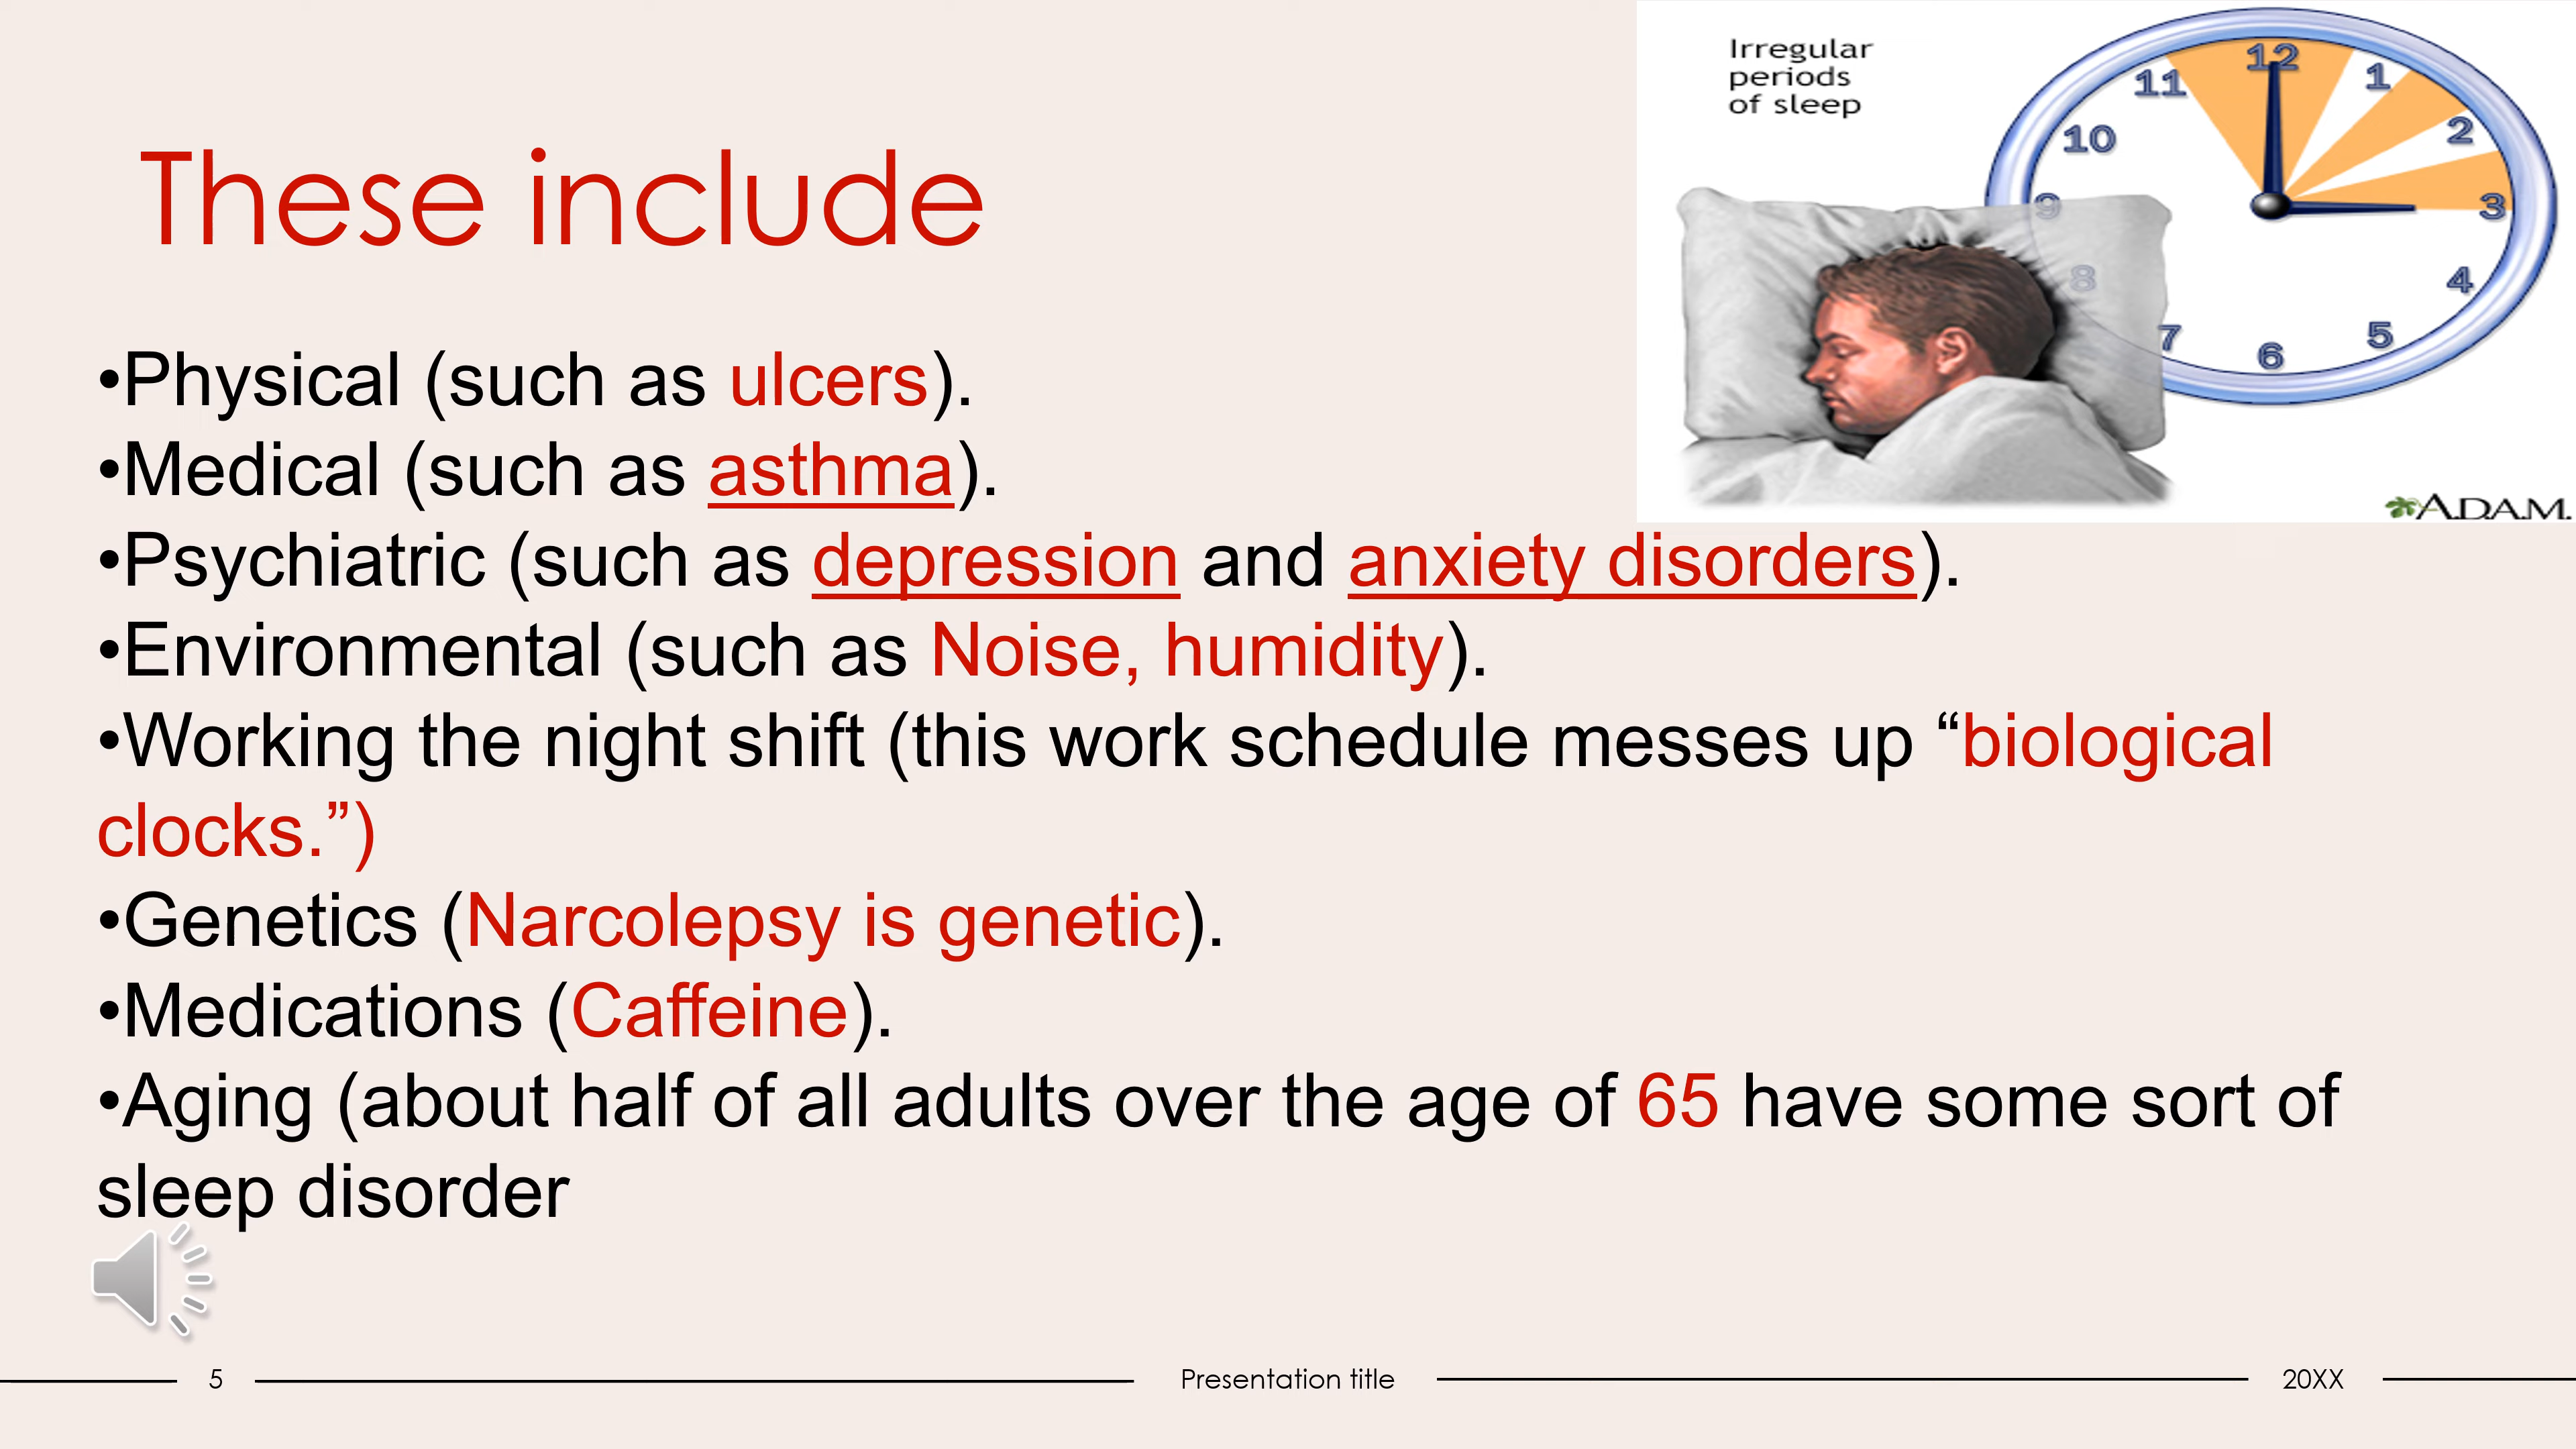 These include
Irregular
periods
of sleep
12
1
2
3
4
5
6
7
8
9
10
11
A.D.A.M.
•Physical (such as ulcers).
•Medical (such as asthma).
•Psychiatric (such as depression and anxiety disorders).
•Environmental (such as Noise, humidity).
•Working the night shift (this work schedule messes up “biological
clocks.”)
•Genetics (Narcolepsy is genetic).
•Medications (Caffeine).
•Aging (about half of all adults over the age of 65 have some sort of
sleep disorder
5
Presentation title
20XX